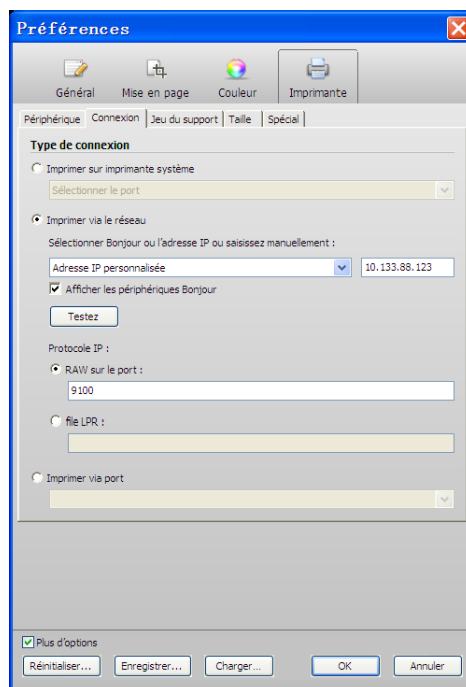 Préférences
Général Mise en page Couleur Imprimante
Périphérique Connexion Jeu du support Taille Spécial
Type de connexion
Imprimer sur imprimante système
Sélectionner le port
Imprimer via le réseau
Sélectionner Bonjour ou l'adresse IP ou saisissez manuellement :
Adresse IP personnalisée 10.133.88.123
Afficher les périphériques Bonjour
Testez
Protocole IP :
RAW sur le port :
9100
file LPR :
Imprimer via port
Plus d'options
Réinitialiser... Enregistrer... Charger... OK Annuler